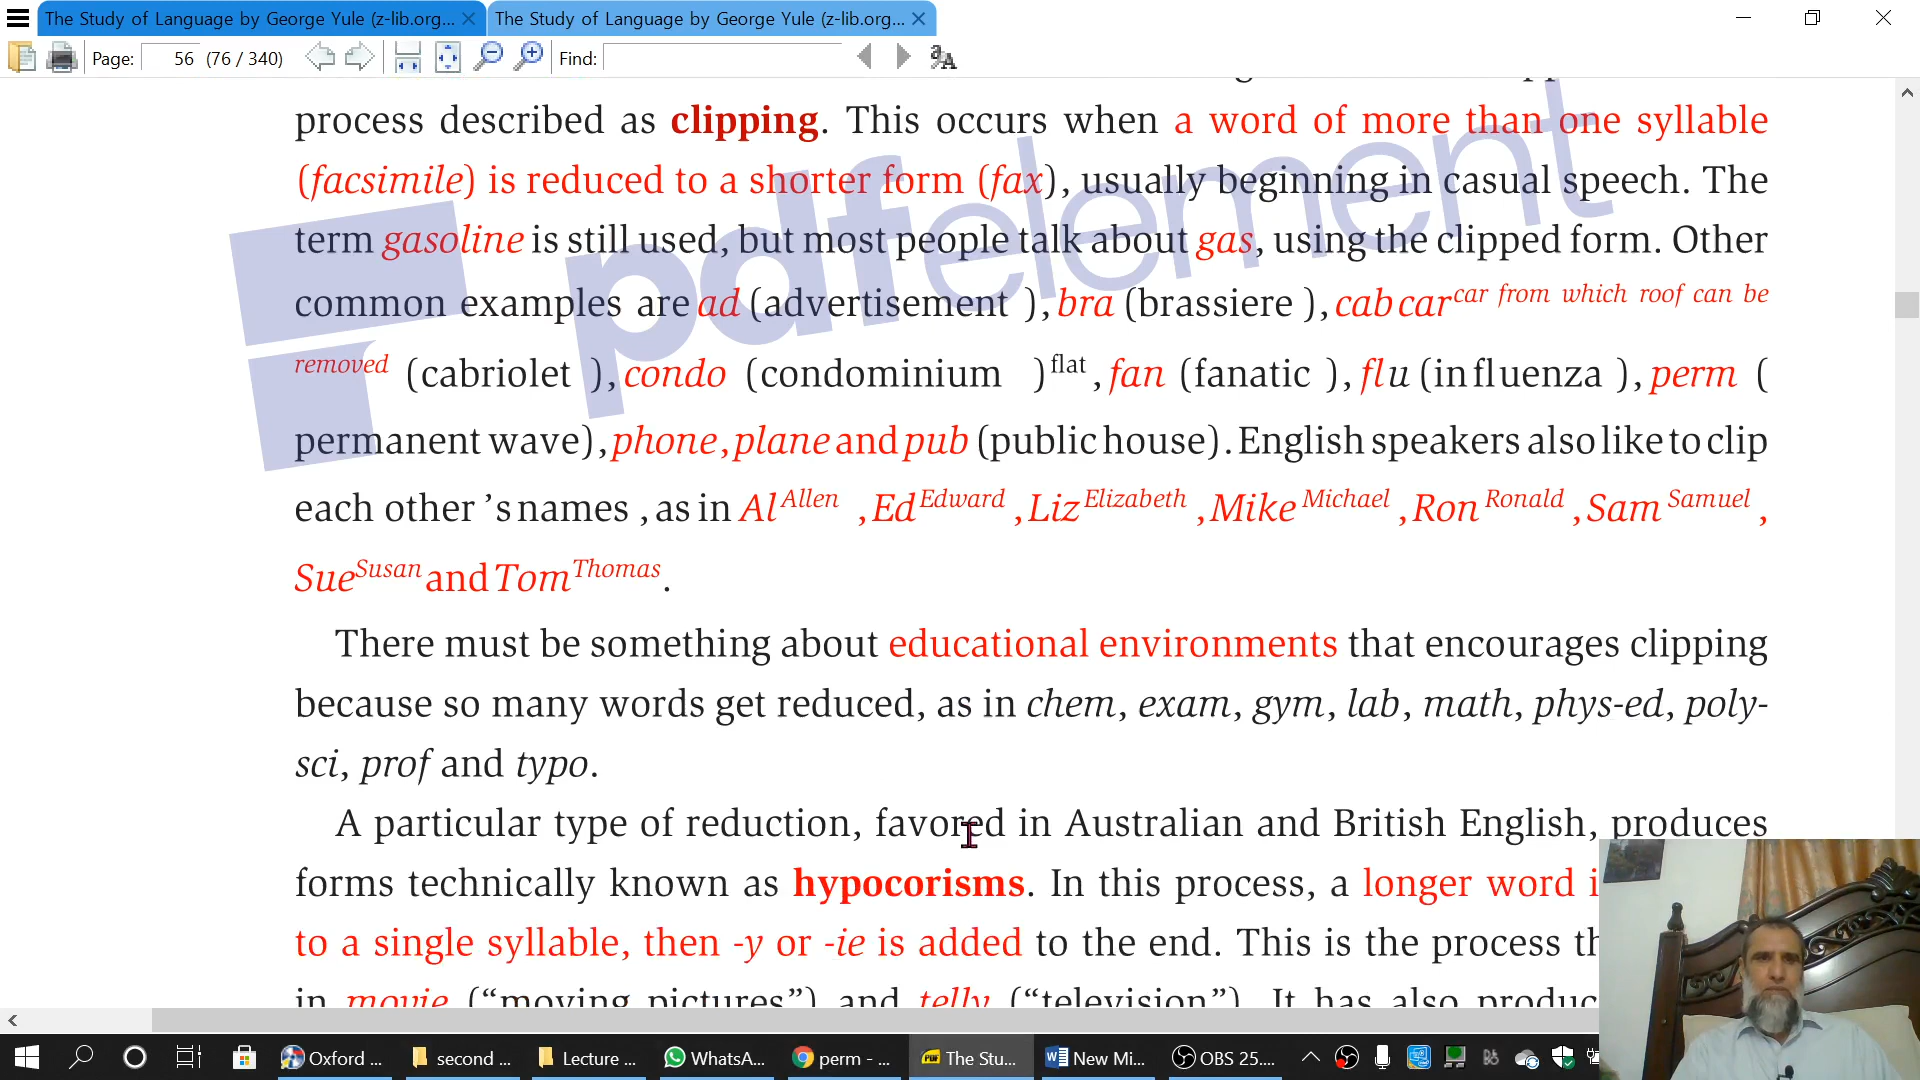 The Study of Language by George Yule (z-lib.org...
The Study of Language by George Yule (z-lib.org...
Page: 56 (76 / 340) Find:
process described as clipping. This occurs when a word of more than one syllable
(facsimile) is reduced to a shorter form (fax), usually beginning in casual speech. The
term gasoline is still used, but most people talk about gas, using the clipped form. Other
common examples are ad (advertisement ), bra (brassiere ), cab car car from which roof can be
removed (cabriolet ), condo (condominium ) flat, fan (fanatic ), flu (influenza ), perm (
permanent wave), phone, plane and pub (public house). English speakers also like to clip
each other ’s names , as in Al Allen , Ed Edward , Liz Elizabeth , Mike Michael , Ron Ronald , Sam Samuel ,
Sue Susan and Tom Thomas .
There must be something about educational environments that encourages clipping
because so many words get reduced, as in chem, exam, gym, lab, math, phys-ed, poly-
sci, prof and typo.
A particular type of reduction, favored in Australian and British English, produces
forms technically known as hypocorisms. In this process, a longer word
to a single syllable, then -y or -ie is added to the end. This is the process
in movie (“moving pictures”) and telly (“television”). It has also
pdfelement
Oxford ...
second ...
Lecture ...
WhatsA...
perm - ...
The Stu...
New Mi...
OBS 25....